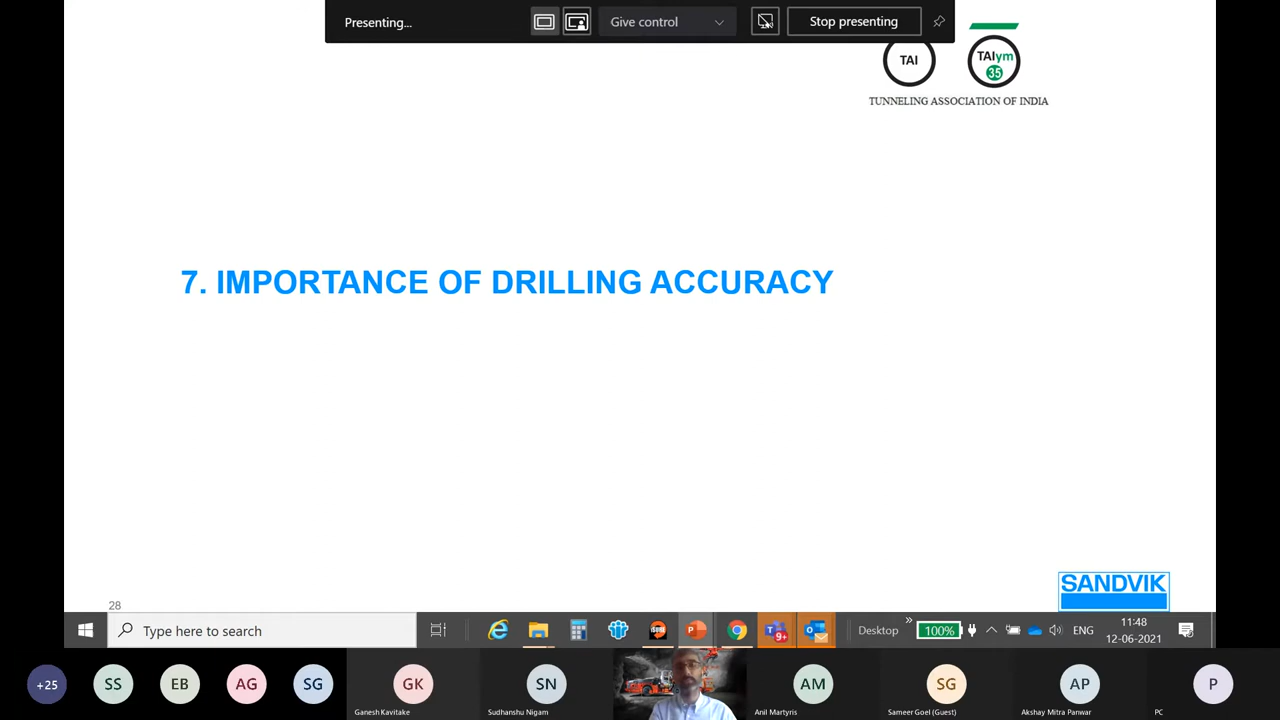 Presenting...
Give control
Stop presenting
TAI
TAIym
35
TUNNELING ASSOCIATION OF INDIA
7. IMPORTANCE OF DRILLING ACCURACY
SANDVIK
28
Type here to search
9+
Desktop
100%
ENG
11:48
12-06-2021
+25
SS
EB
AG
SG
GK
Ganesh Kavitake
SN
Sudhanshu Nigam
AM
Anil Martyris
SG
Sameer Goel (Guest)
AP
Akshay Mitra Panwar
P
PC